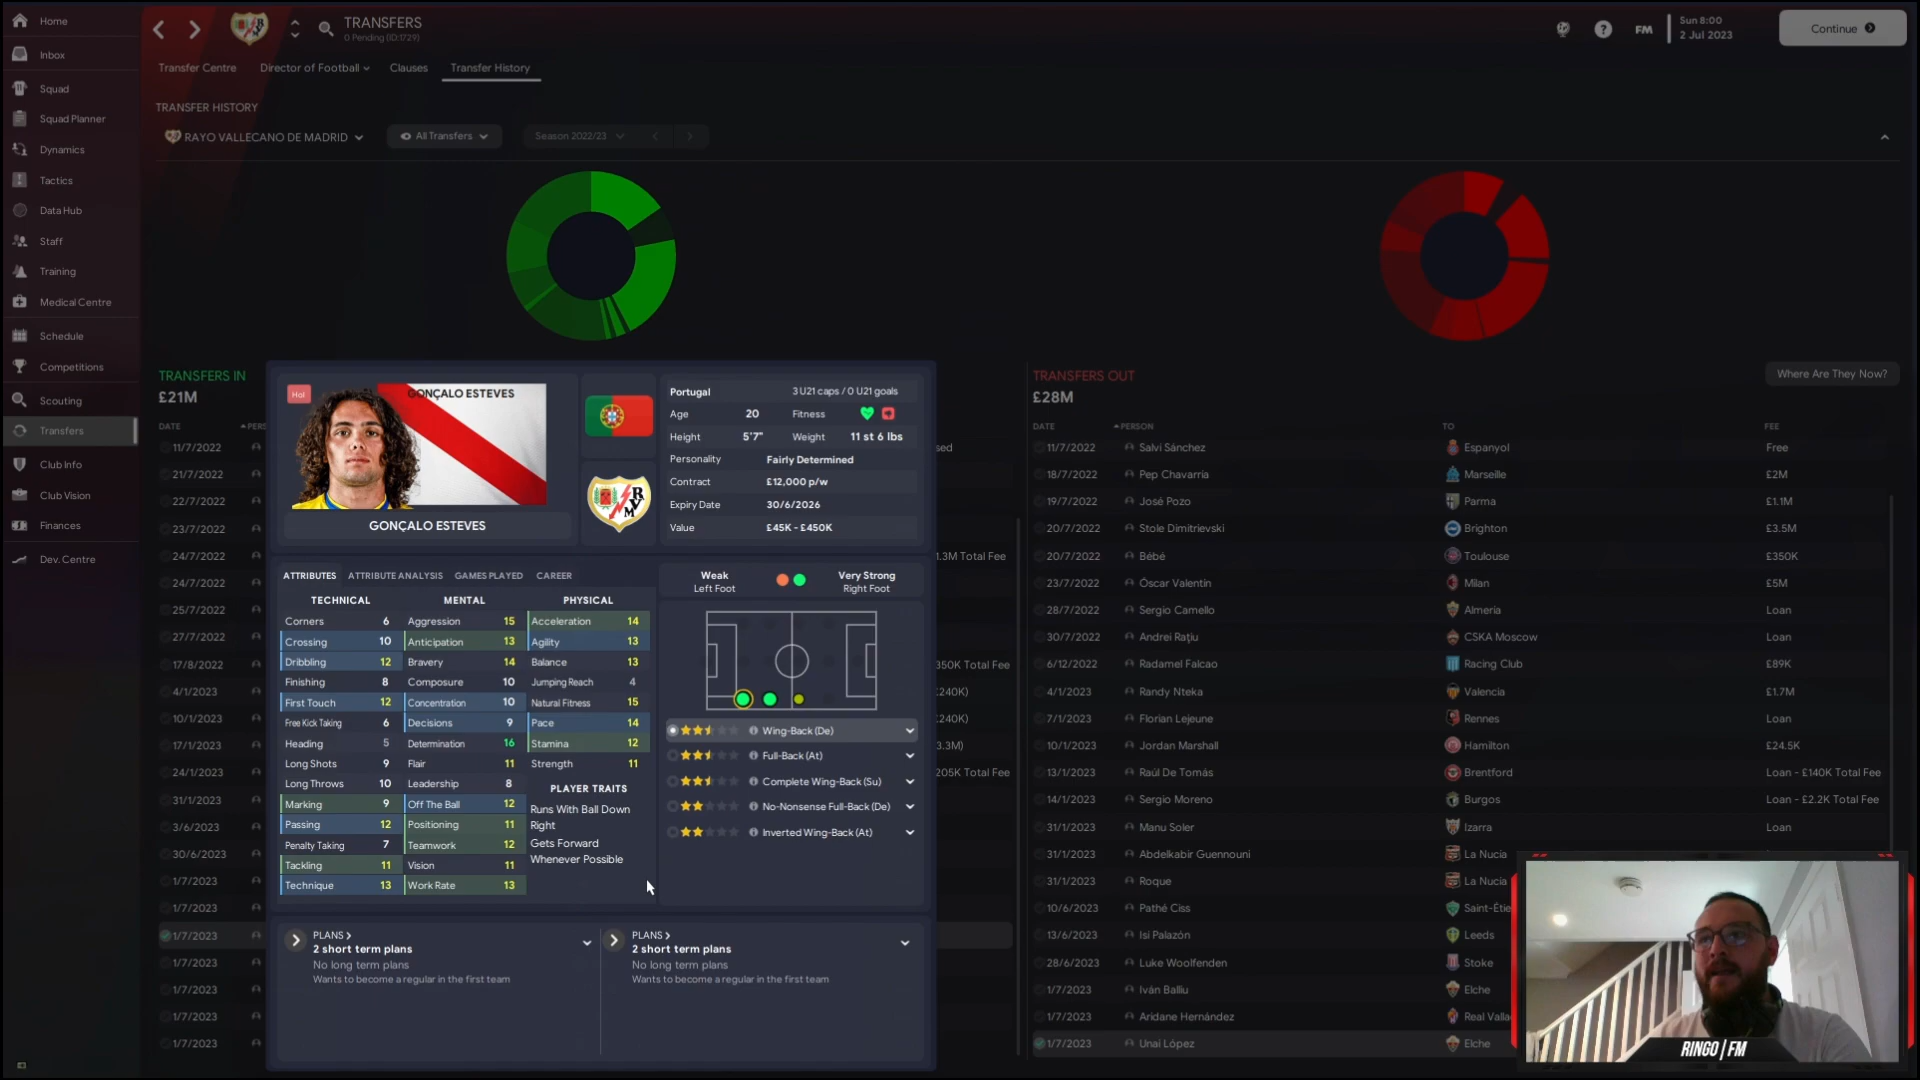 Home
Inbox
Squad
Squad Planner
Dynamics
Tactics
Data Hub
Staff
Training
Medical Centre
Schedule
Competitions
Scouting
Transfers
Club Info
Club Vision
Finances
Dev. Centre
TRANSFERS
0 Pending (ID:1729)
FM
Sun 8:00
2 Jul 2023
Continue
Transfer Centre Director of Football Clauses Transfer History
TRANSFER HISTORY
RAYO VALLECANO DE MADRID All Transfers Season 2022/23
TRANSFERS IN
£21M
DATE
11/7/2022
21/7/2022
22/7/2022
23/7/2022
24/7/2022 1.3M Total Fee
24/7/2022
25/7/2022
27/7/2022
17/8/2022 350K Total Fee
4/1/2023 £240K)
10/1/2023 £240K)
17/1/2023 £3.3M)
24/1/2023 205K Total Fee
31/1/2023
3/6/2023
30/6/2023
1/7/2023
1/7/2023
1/7/2023
1/7/2023
1/7/2023
1/7/2023
1/7/2023
Hol
GONÇALO ESTEVES
GONÇALO ESTEVES
Portugal 3 U21 caps / 0 U21 goals
Age 20 Fitness
Height 5'7" Weight 11 st 6 lbs
Personality Fairly Determined
Contract £12,000 p/w
Expiry Date 30/6/2026
Value £45K - £450K
ATTRIBUTES ATTRIBUTE ANALYSIS GAMES PLAYED CAREER
TECHNICAL MENTAL PHYSICAL
Corners 6 Aggression 15 Acceleration 14
Crossing 10 Anticipation 13 Agility 13
Dribbling 12 Bravery 14 Balance 13
Finishing 8 Composure 10 Jumping Reach 4
First Touch 12 Concentration 10 Natural Fitness 15
Free Kick Taking 6 Decisions 9 Pace 14
Heading 5 Determination 16 Stamina 12
Long Shots 9 Flair 11 Strength 11
Long Throws 10 Leadership 8
Marking 9 Off The Ball 12
Passing 12 Positioning 11
Penalty Taking 7 Teamwork 12
Tackling 11 Vision 11
Technique 13 Work Rate 13
PLAYER TRAITS
Runs With Ball Down
Right
Gets Forward
Whenever Possible
Weak
Left Foot
Very Strong
Right Foot
Wing-Back (De)
Full-Back (At)
Complete Wing-Back (Su)
No-Nonsense Full-Back (De)
Inverted Wing-Back (At)
PLANS
2 short term plans
No long term plans
Wants to become a regular in the first team
PLANS
2 short term plans
No long term plans
Wants to become a regular in the first team
TRANSFERS OUT
£28M
Where Are They Now?
DATE PERSON TO FEE
11/7/2022 Salvi Sánchez Espanyol Free
18/7/2022 Pep Chavarria Marseille £2M
19/7/2022 José Pozo Parma £1.1M
20/7/2022 Stole Dimitrievski Brighton £3.5M
20/7/2022 Bébé Toulouse £350K
23/7/2022 Óscar Valentín Milan £5M
28/7/2022 Sergio Camello Almería Loan
30/7/2022 Andrei Rațiu CSKA Moscow Loan
6/12/2022 Radamel Falcao Racing Club £89K
4/1/2023 Randy Nteka Valencia £1.7M
7/1/2023 Florian Lejeune Rennes Loan
10/1/2023 Jordan Marshall Hamilton £24.5K
13/1/2023 Raúl De Tomás Brentford Loan - £140K Total Fee
14/1/2023 Sergio Moreno Burgos Loan - £2.2K Total Fee
31/1/2023 Manu Soler Izarra Loan
31/1/2023 Abdelkabir Guennouni La Nucía
31/1/2023 Roque La Nucía
10/6/2023 Pathé Ciss Saint-Étie
13/6/2023 Isi Palazón Leeds
28/6/2023 Luke Woolfenden Stoke
1/7/2023 Iván Balliu Elche
1/7/2023 Aridane Hernández Real Valla
1/7/2023 Unai López Elche
RINGO|FM